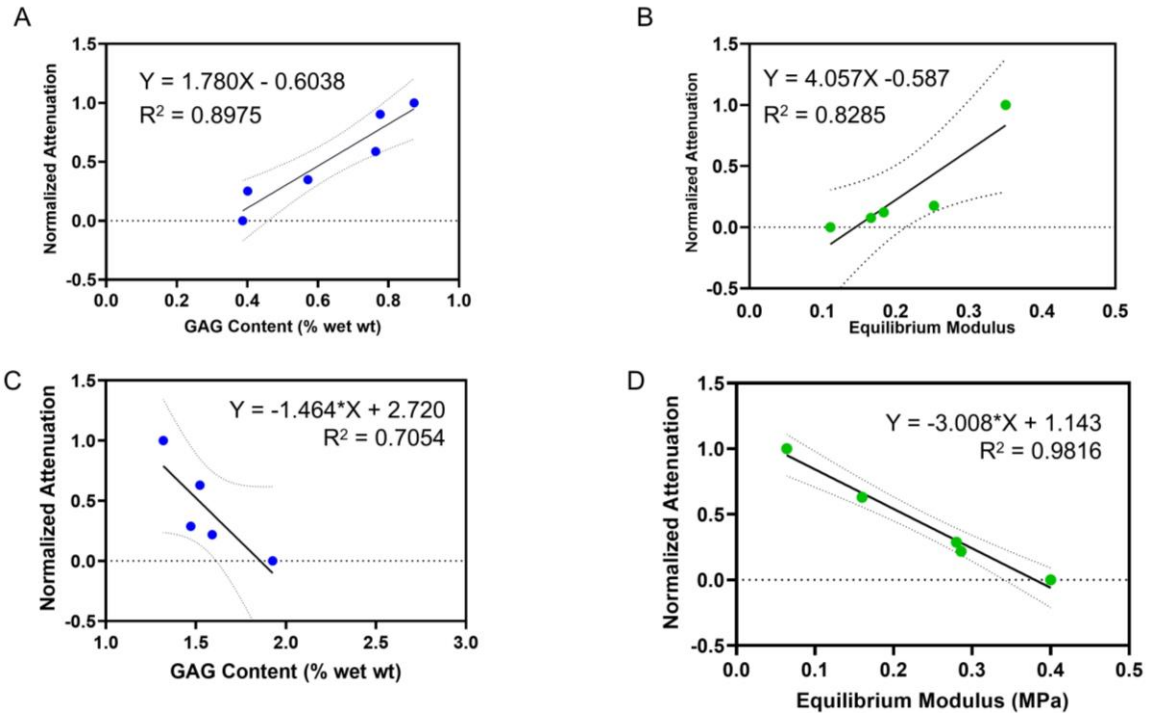 A
1.5
1.0
0.5
0.0
-0.5
Normalized Attenuation
Y = 1.780X - 0.6038
R² = 0.8975
0.0 0.2 0.4 0.6 0.8 1.0
GAG Content (% wet wt)
B
1.5
1.0
0.5
0.0
-0.5
Normalized Attenuation
Y = 4.057X -0.587
R² = 0.8285
0.0 0.1 0.2 0.3 0.4 0.5
Equilibrium Modulus
C
1.5
1.0
0.5
0.0
-0.5
Normalized Attenuation
Y = -1.464*X + 2.720
R² = 0.7054
1.0 1.5 2.0 2.5 3.0
GAG Content (% wet wt)
D
1.5
1.0
0.5
0.0
-0.5
Normalized Attenuation
Y = -3.008*X + 1.143
R² = 0.9816
0.0 0.1 0.2 0.3 0.4 0.5
Equilibrium Modulus (MPa)